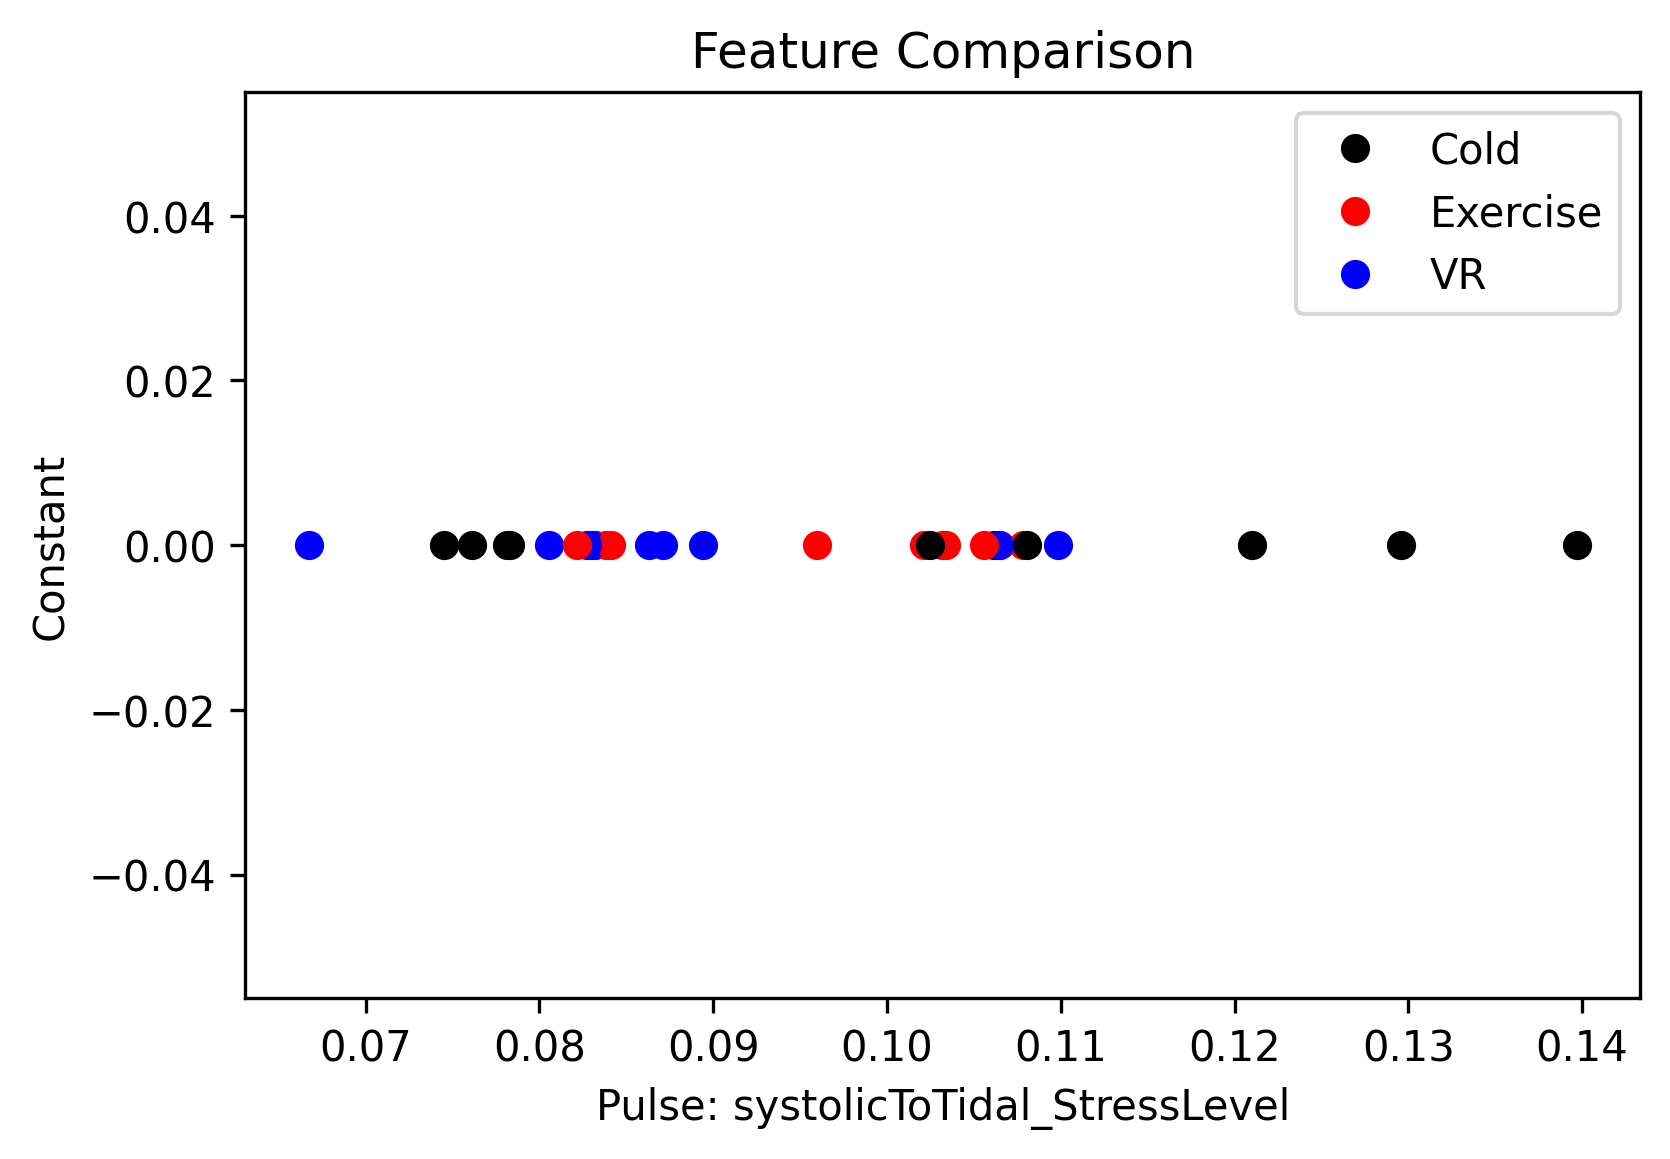 Feature Comparison
Cold
Exercise
VR
0.04
0.02
0.00
−0.02
−0.04
Constant
0.07 0.08 0.09 0.10 0.11 0.12 0.13 0.14
Pulse: systolicToTidal_StressLevel